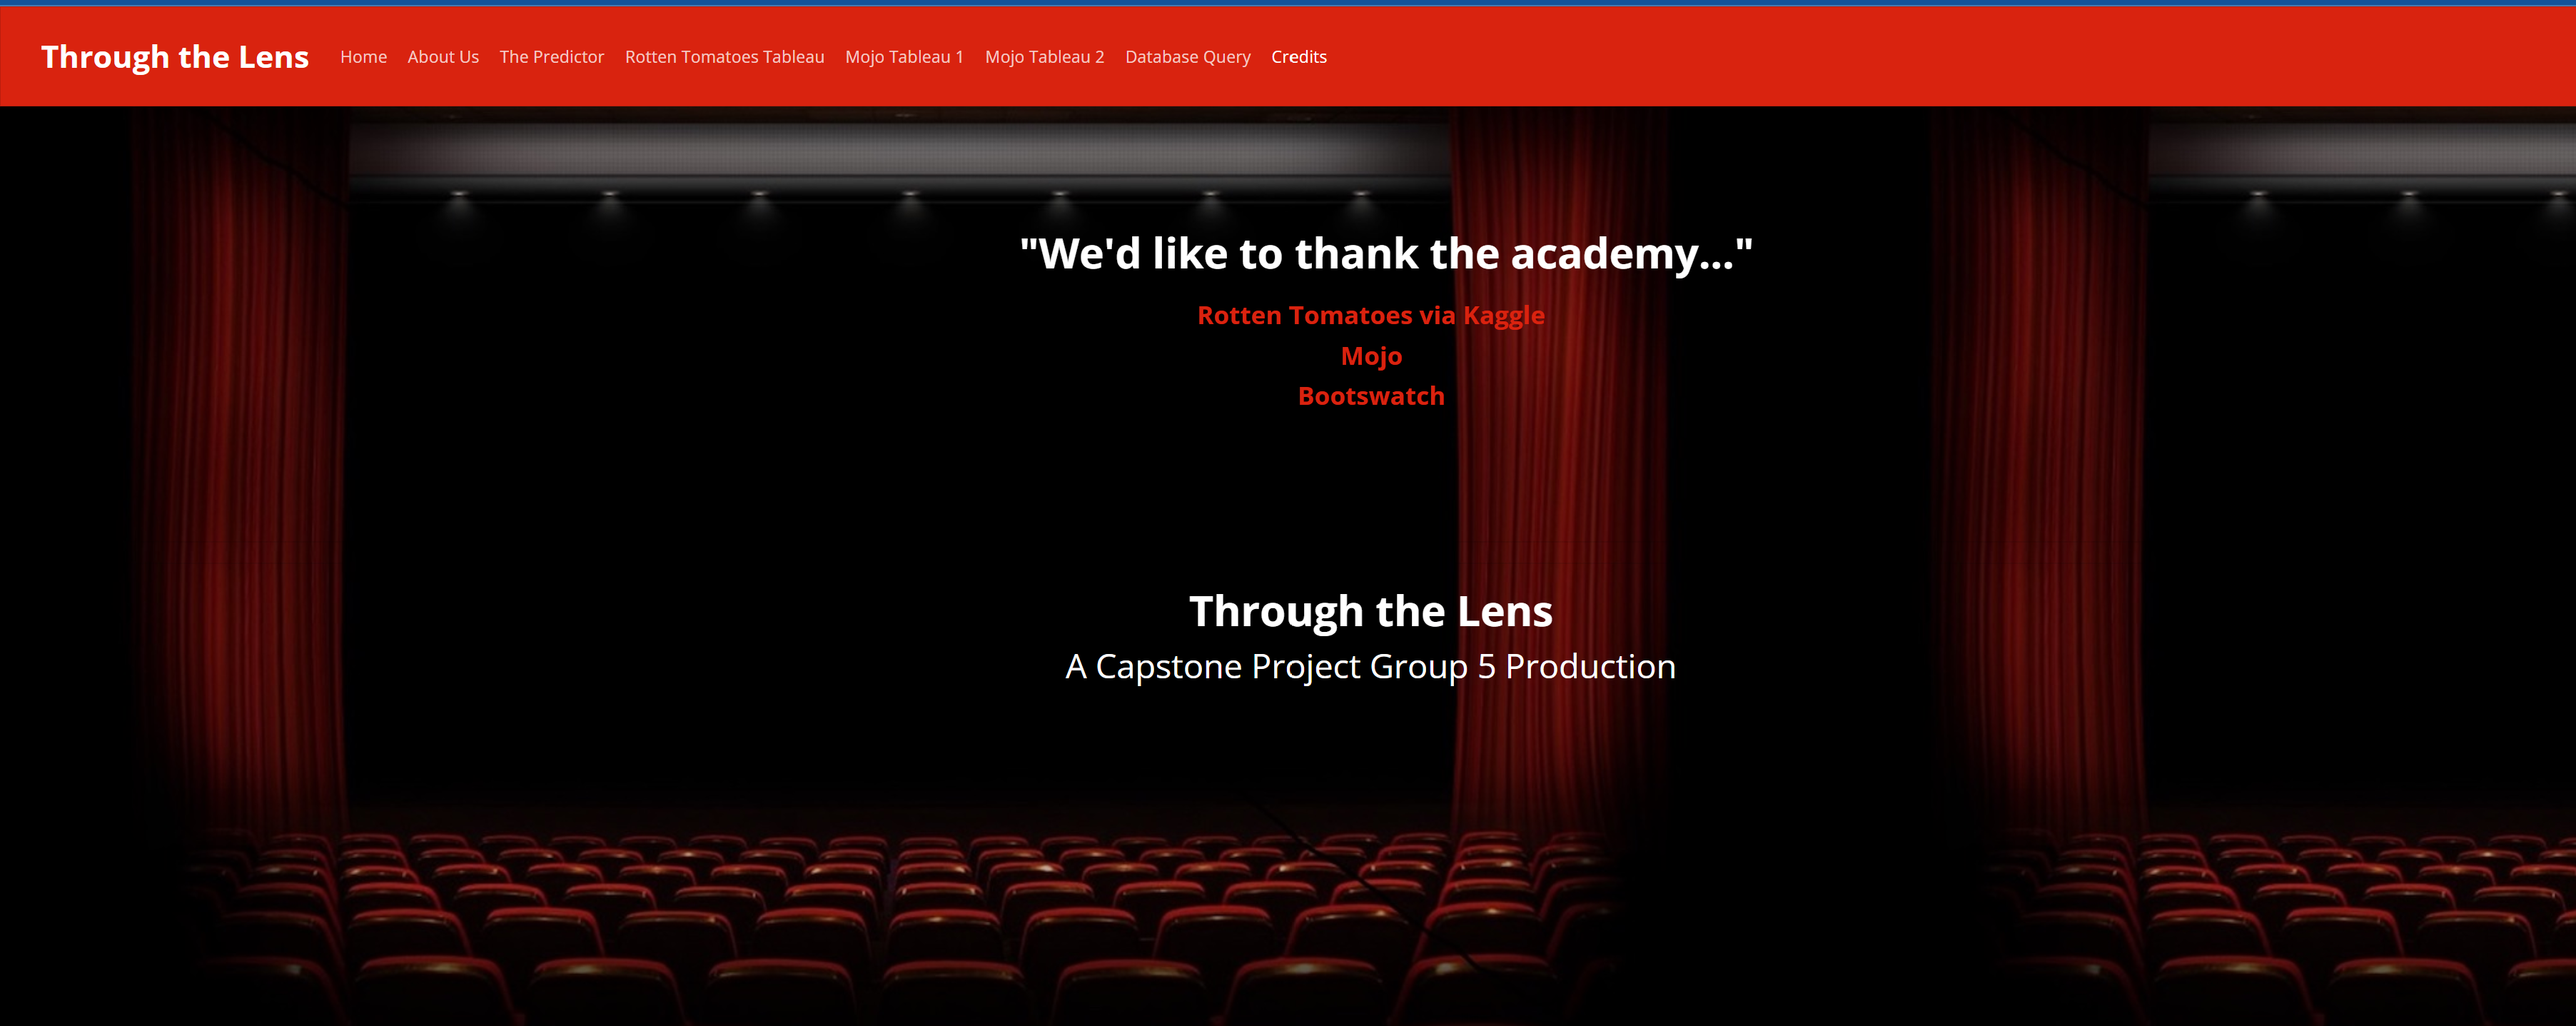 Through the Lens Home About Us The Predictor Rotten Tomatoes Tableau Mojo Tableau 1 Mojo Tableau 2 Database Query Credits
"We'd like to thank the academy..."
Rotten Tomatoes via Kaggle
Mojo
Bootswatch
Through the Lens
A Capstone Project Group 5 Production